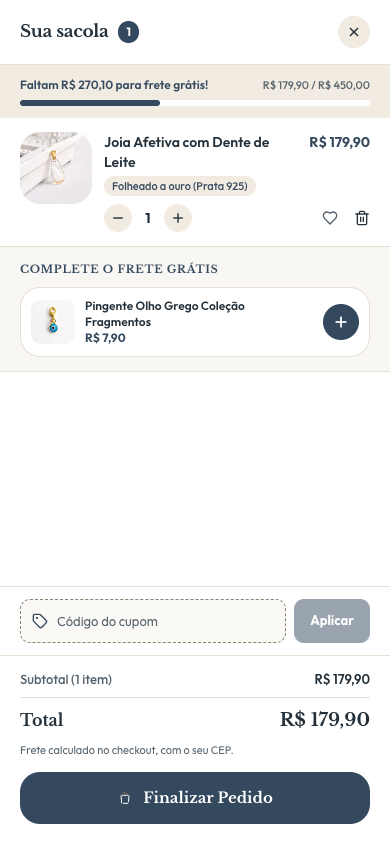 Sua sacola 1
Faltam R$ 270,10 para frete grátis! R$ 179,90 / R$ 450,00
Joia Afetiva com Dente de R$ 179,90
Leite
Folheado a ouro (Prata 925)
1
COMPLETE O FRETE GRÁTIS
Pingente Olho Grego Coleção
Fragmentos
R$ 7,90
Código do cupom Aplicar
Subtotal (1 item) R$ 179,90
Total R$ 179,90
Frete calculado no checkout, com o seu CEP.
Finalizar Pedido